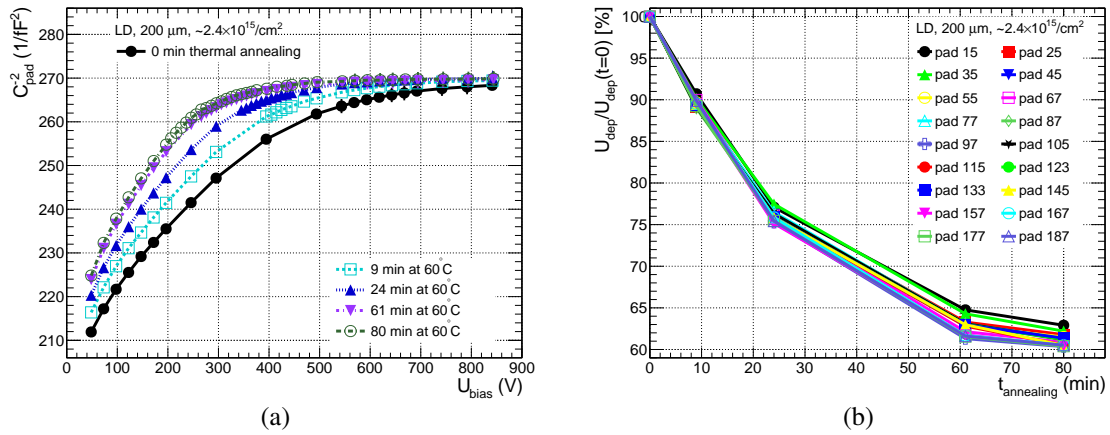 LD, 200 μm, ~2.4×10¹⁵/cm²
0 min thermal annealing
C⁻²pad (1/fF²)
270
260
250
240
230
220
210
9 min at 60°C
24 min at 60°C
61 min at 60°C
80 min at 60°C
0 100 200 300 400 500 600 700 800 900
U_bias (V)
(a)
U_dep/U_dep(t=0) [%]
100
95
90
85
80
75
70
65
60
LD, 200 μm, ~2.4×10¹⁵/cm²
pad 15 pad 25
pad 35 pad 45
pad 55 pad 67
pad 77 pad 87
pad 97 pad 105
pad 115 pad 123
pad 133 pad 145
pad 157 pad 167
pad 177 pad 187
0 10 20 30 40 50 60 70 80
t_annealing (min)
(b)